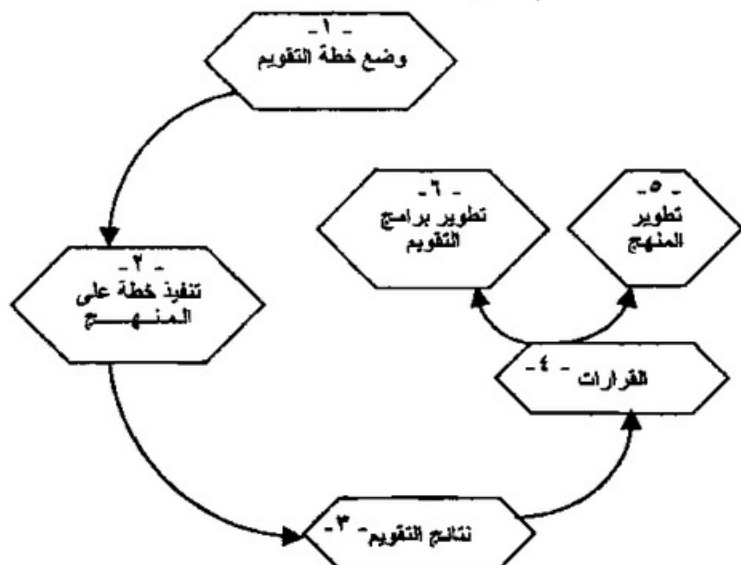 - ١ -
وضع خطة التقويم
- ٢ -
تنفيذ خطة على
المنهـــــج
نتائج التقويم - ٣ -
القرارات - ٤ -
- ٥ -
تطوير
المنهج
- ٦ -
تطوير برامج
التقويم